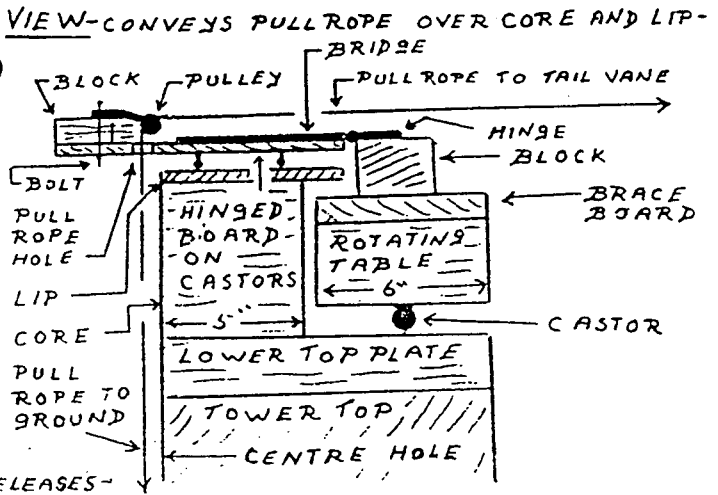 VIEW-CONVEYS PULL ROPE OVER CORE AND LIP-
BRIDGE
BLOCK
PULLEY
PULL ROPE TO TAIL VANE
HINGE
BLOCK
BOLT
PULL
ROPE
HOLE
BRACE
BOARD
HINGED
BOARD
ON
CASTORS
ROTATING
TABLE
6"
LIP
CORE
5"
CASTOR
LOWER TOP PLATE
PULL
ROPE TO
GROUND
TOWER TOP
CENTRE HOLE
ELEASES-